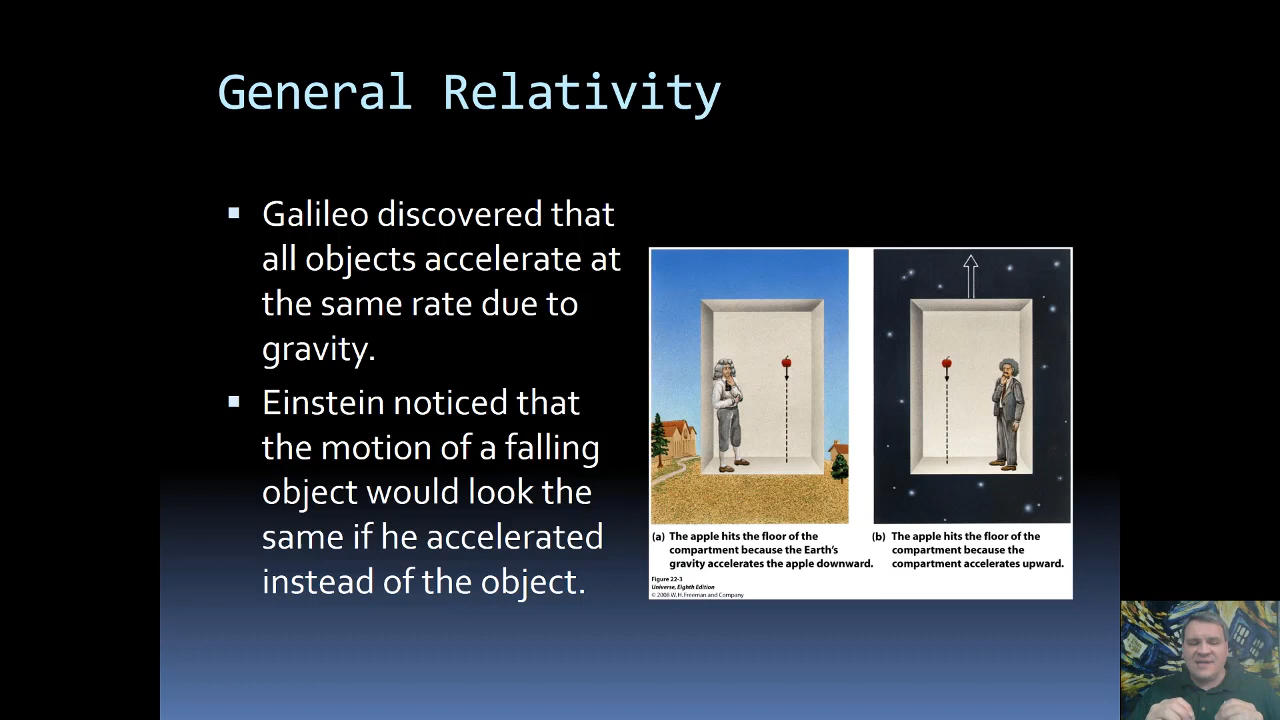 General Relativity
▪ Galileo discovered that
all objects accelerate at
the same rate due to
gravity.
▪ Einstein noticed that
the motion of a falling
object would look the
same if he accelerated
instead of the object.
(a) The apple hits the floor of the
compartment because the Earth's
gravity accelerates the apple downward.
Figure 22-3
Universe, Eighth Edition
© 2008 W.H. Freeman and Company
(b) The apple hits the floor of the
compartment because the
compartment accelerates upward.